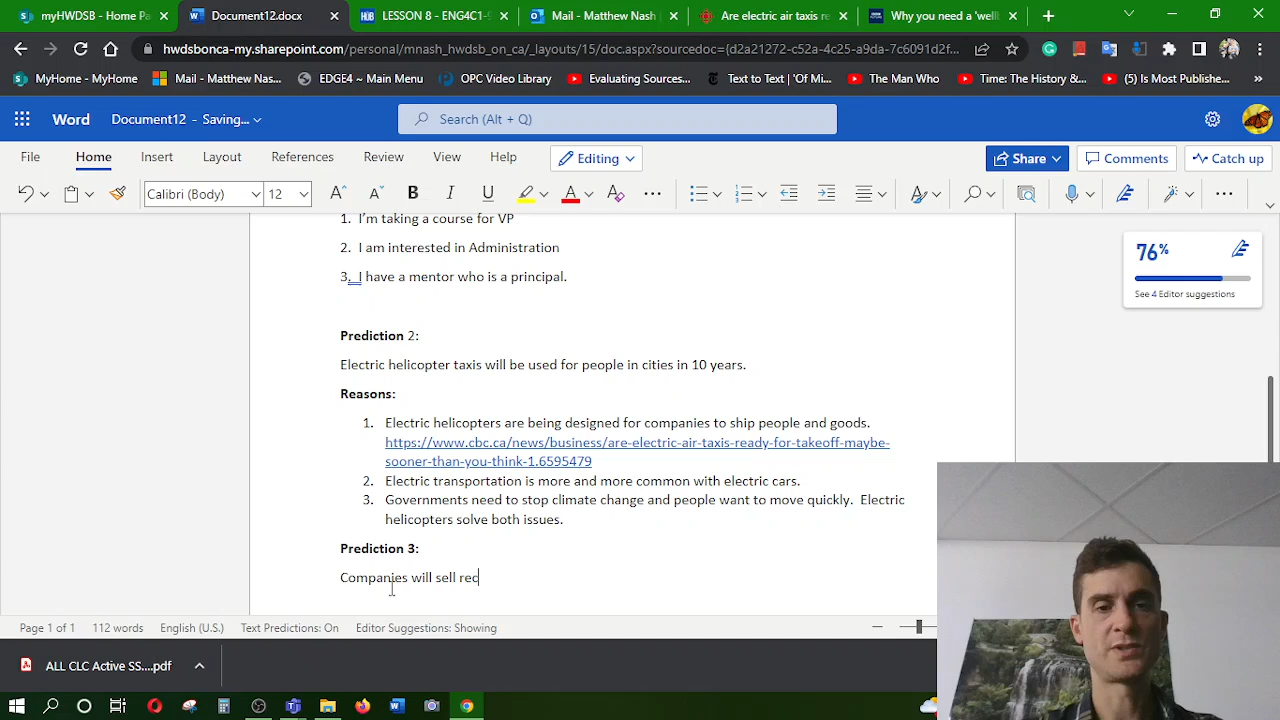 myHWDSB - Home Pa
Document12.docx
LESSON 8 - ENG4C1-9
Mail - Matthew Nash
Are electric air taxis re
Why you need a 'well
hwdsbonca-my.sharepoint.com/personal/mnash_hwdsb_on_ca/_layouts/15/doc.aspx?sourcedoc={d2a21272-c52a-4c25-a9da-7c6091d2f...
MyHome - MyHome
Mail - Matthew Nas...
EDGE4 ~ Main Menu
OPC Video Library
Evaluating Sources...
Text to Text | 'Of Mi...
The Man Who
Time: The History &...
(5) Is Most Publishe...
Word Document12 - Saving...
Search (Alt + Q)
File Home Insert Layout References Review View Help Editing Share Comments Catch up
Calibri (Body) 12
1. I'm taking a course for VP
2. I am interested in Administration
3. I have a mentor who is a principal.
76%
See 4 Editor suggestions
Prediction 2:
Electric helicopter taxis will be used for people in cities in 10 years.
Reasons:
1. Electric helicopters are being designed for companies to ship people and goods.
https://www.cbc.ca/news/business/are-electric-air-taxis-ready-for-takeoff-maybe-
sooner-than-you-think-1.6595479
2. Electric transportation is more and more common with electric cars.
3. Governments need to stop climate change and people want to move quickly. Electric
helicopters solve both issues.
Prediction 3:
Companies will sell rec
Page 1 of 1 112 words English (U.S.) Text Predictions: On Editor Suggestions: Showing
ALL CLC Active SS....pdf